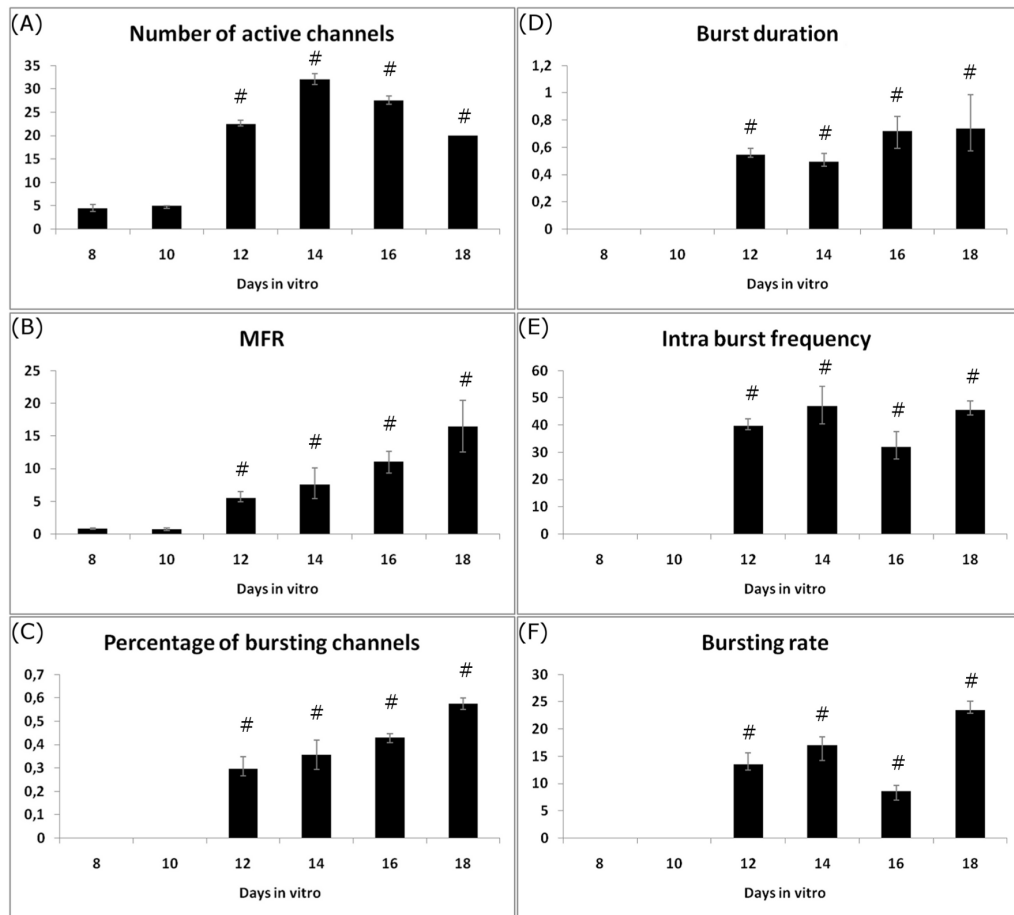 (A)
Number of active channels
35
30
25
20
15
10
5
0
# # # #
8 10 12 14 16 18
Days in vitro
(B)
MFR
25
20
15
10
5
0
# # # #
8 10 12 14 16 18
Days in vitro
(C)
Percentage of bursting channels
0,7
0,6
0,5
0,4
0,3
0,2
0,1
0
# # # #
8 10 12 14 16 18
Days in vitro
(D)
Burst duration
1,2
1
0,8
0,6
0,4
0,2
0
# # # #
8 10 12 14 16 18
Days in vitro
(E)
Intra burst frequency
60
50
40
30
20
10
0
# # # #
8 10 12 14 16 18
Days in vitro
(F)
Bursting rate
30
25
20
15
10
5
0
# # # #
8 10 12 14 16 18
Days in vitro